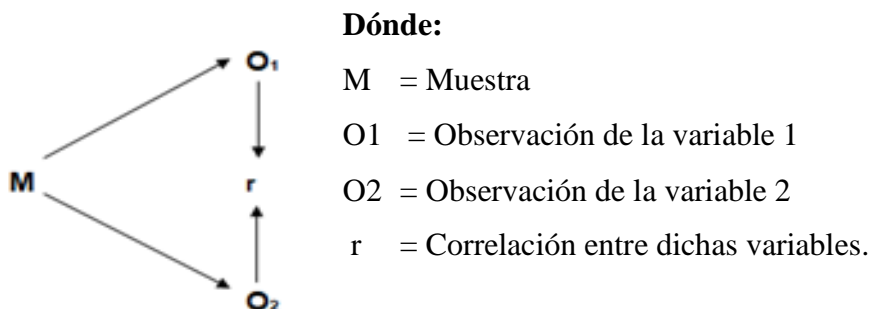 Dónde:
O₁
M = Muestra
O1 = Observación de la variable 1
M
r
O2 = Observación de la variable 2
r = Correlación entre dichas variables.
O₂